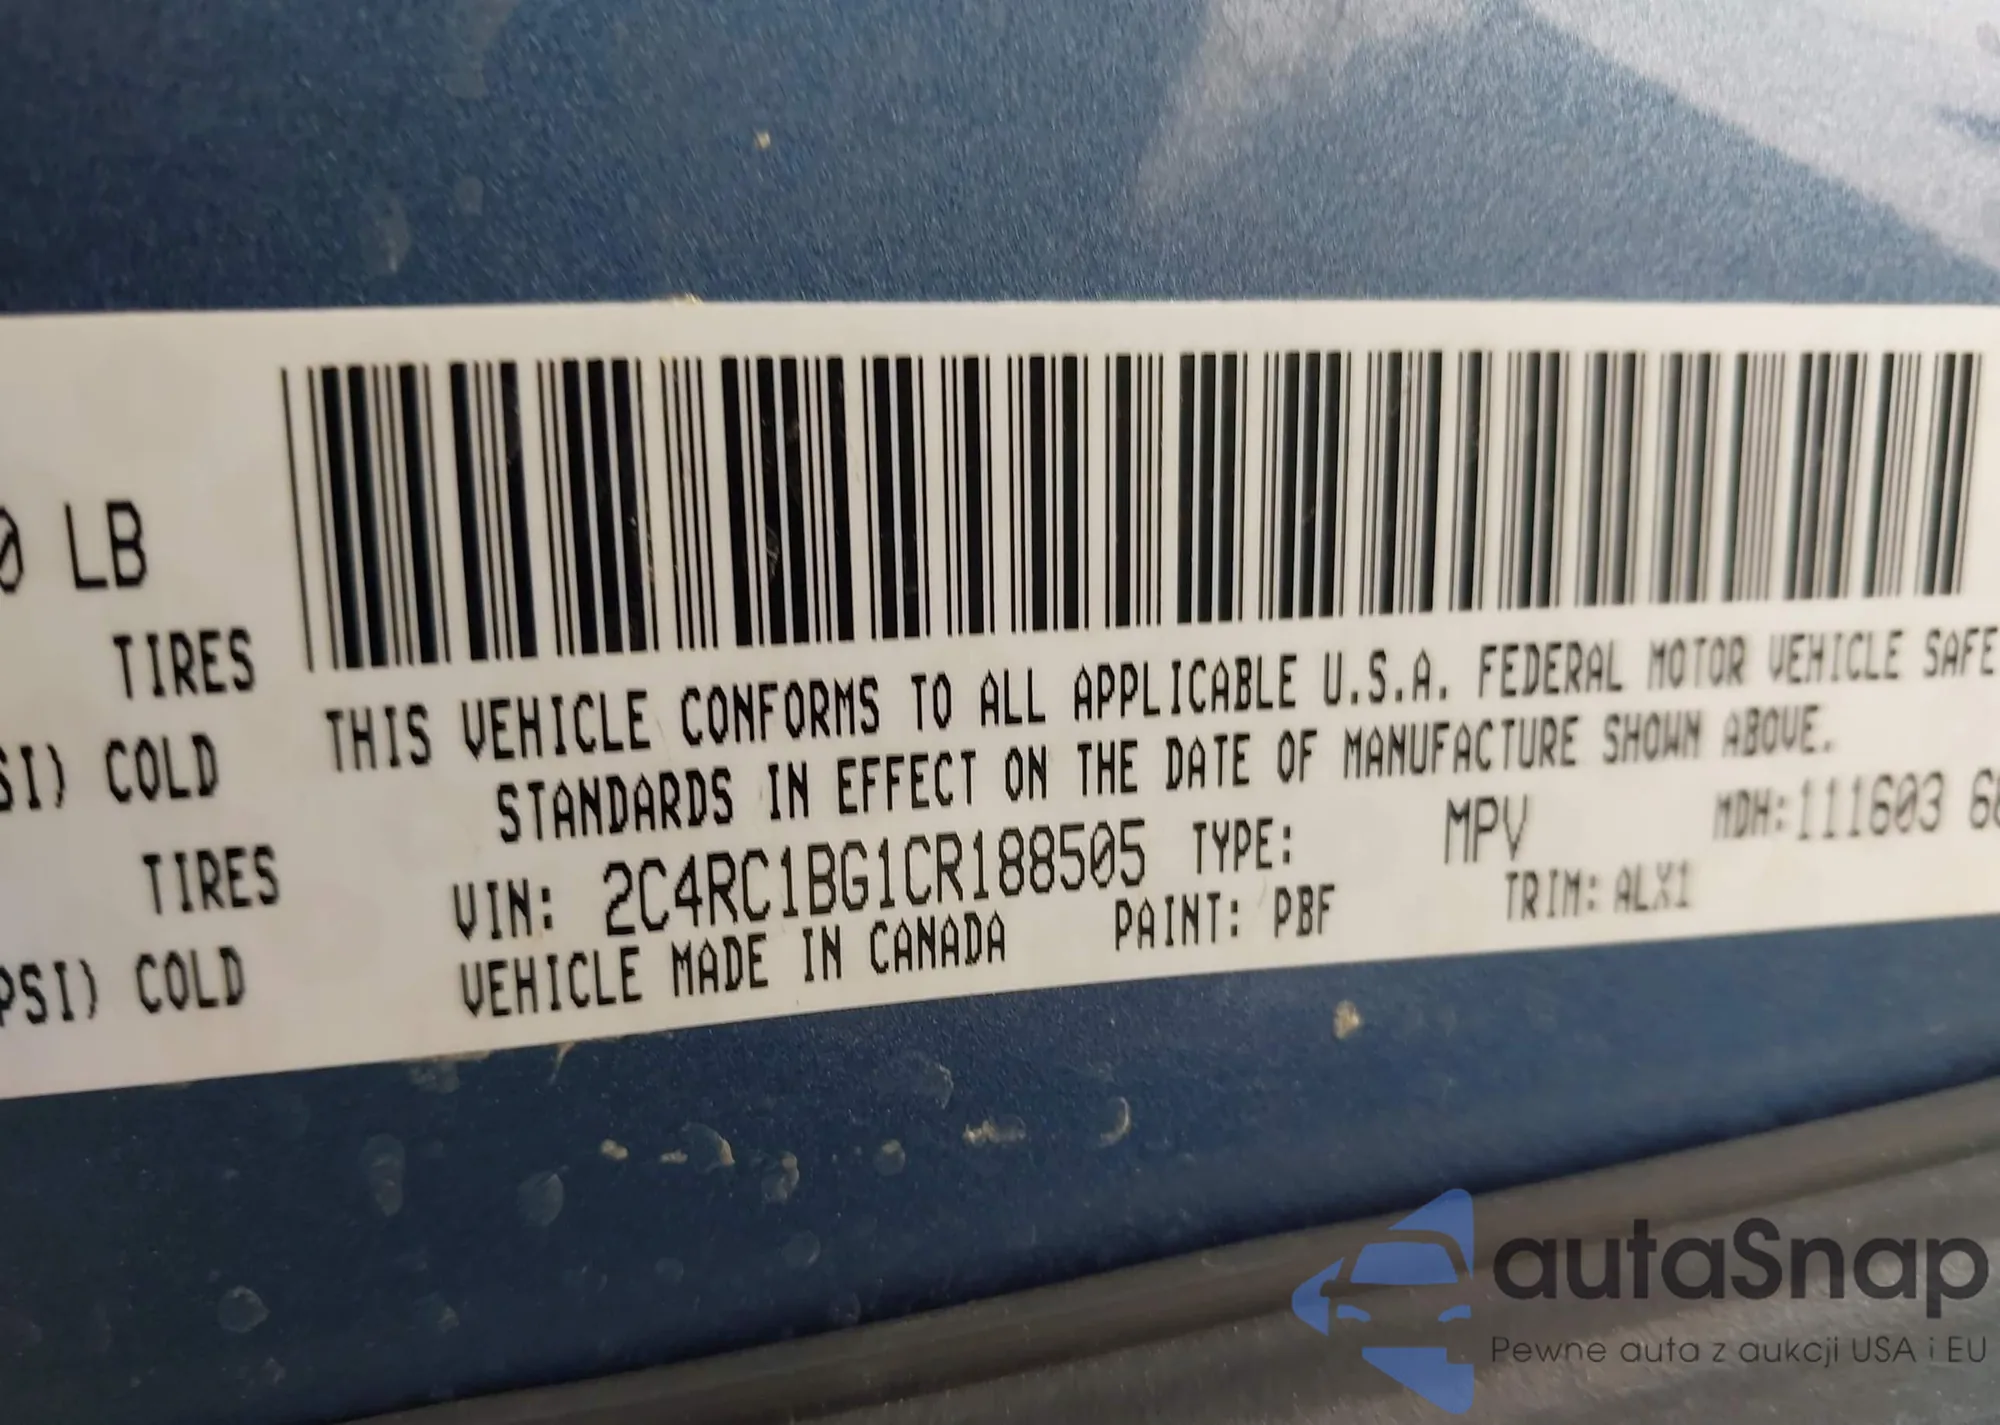 0 LB
TIRES
SI) COLD
TIRES
PSI) COLD
THIS VEHICLE CONFORMS TO ALL APPLICABLE U.S.A. FEDERAL MOTOR VEHICLE SAFE
STANDARDS IN EFFECT ON THE DATE OF MANUFACTURE SHOWN ABOVE.
VIN: 2C4RC1BG1CR188505 TYPE: MPV MDH:111603 68
VEHICLE MADE IN CANADA PAINT: PBF TRIM: ALX1
autaSnap
Pewne auta z aukcji USA i EU